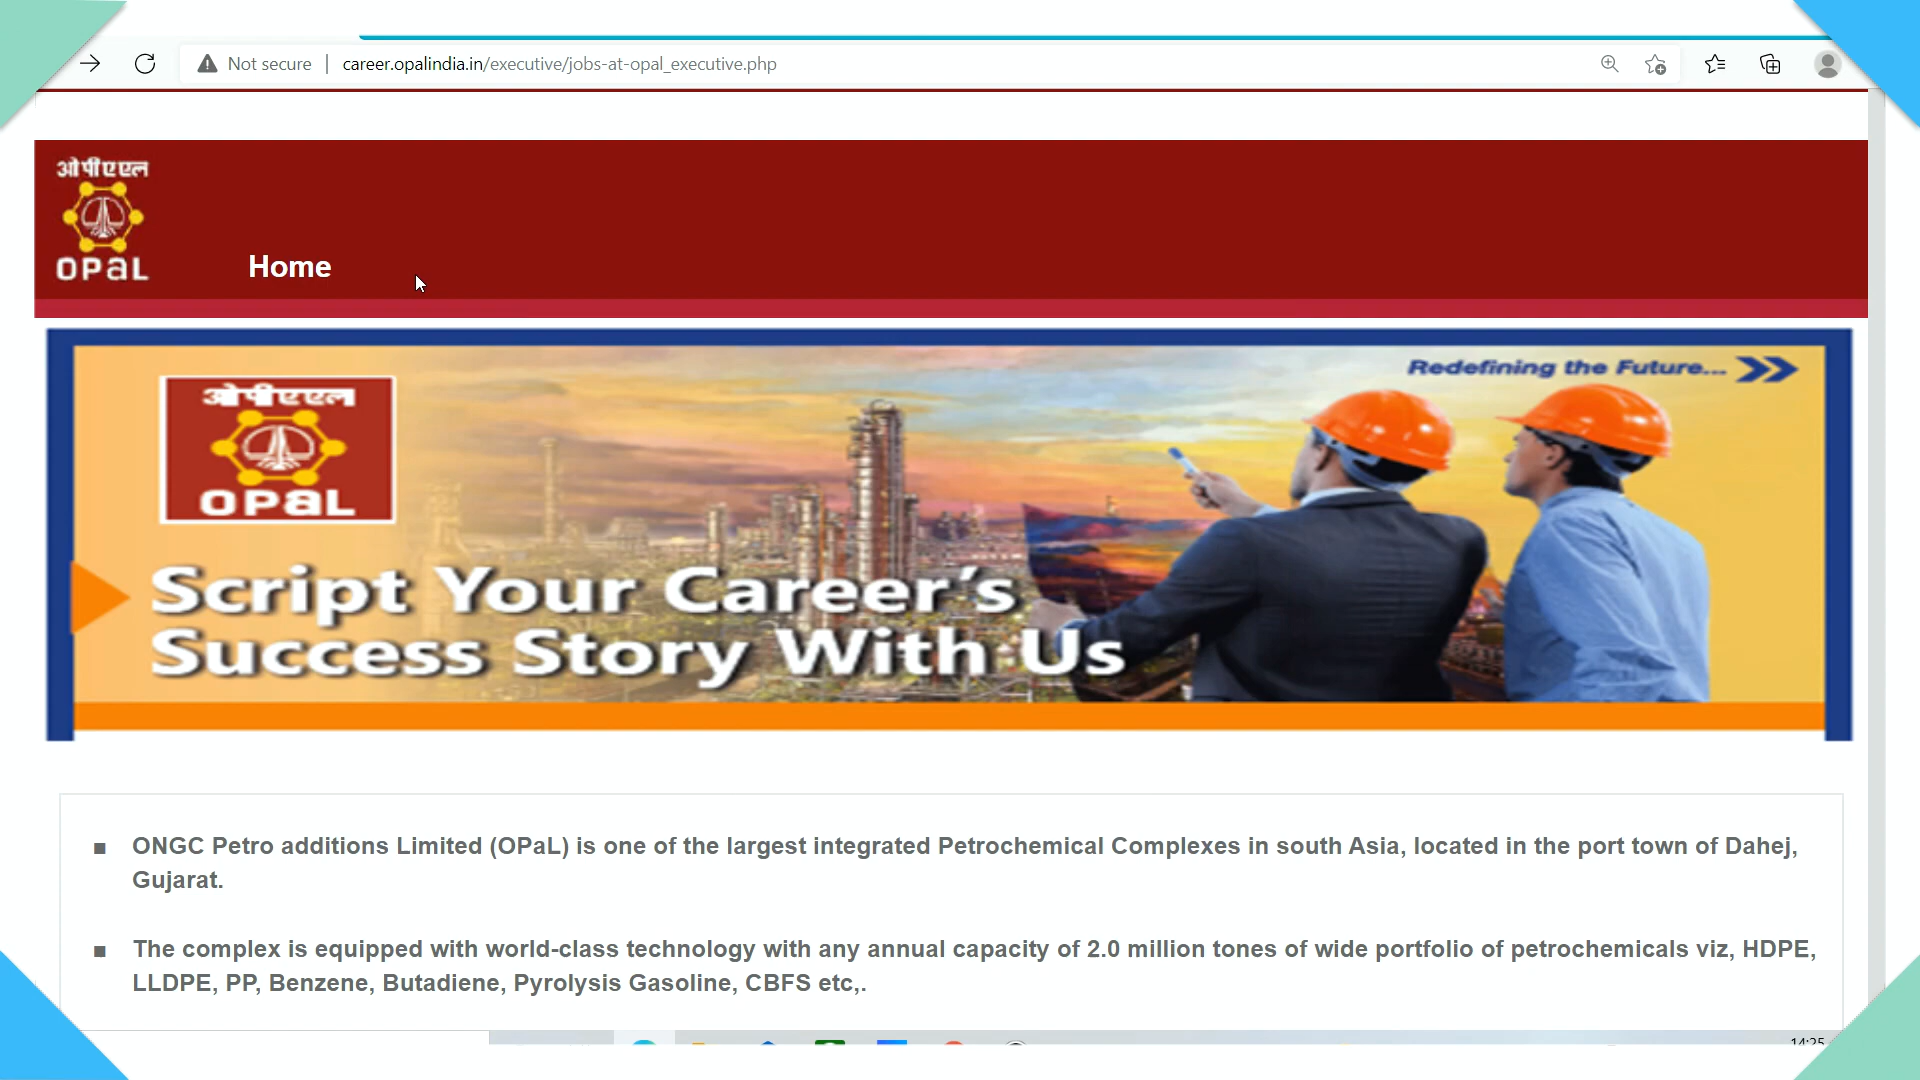 Not secure | career.opalindia.in/executive/jobs-at-opal_executive.php
ओपीएएल
OPaL
Home
Redefining the Future...
ओपीएएल
OPaL
Script Your Career's
Success Story With Us
ONGC Petro additions Limited (OPaL) is one of the largest integrated Petrochemical Complexes in south Asia, located in the port town of Dahej,
Gujarat.
The complex is equipped with world-class technology with any annual capacity of 2.0 million tones of wide portfolio of petrochemicals viz, HDPE,
LLDPE, PP, Benzene, Butadiene, Pyrolysis Gasoline, CBFS etc,.
14:25